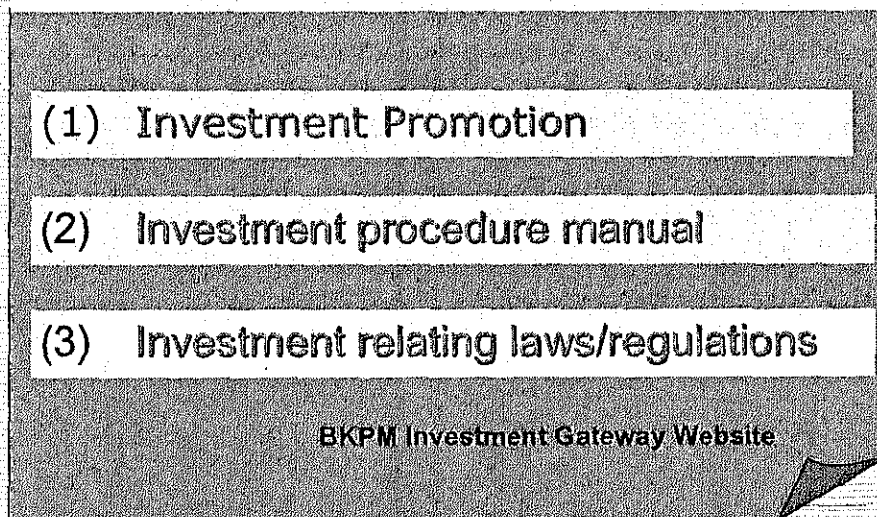 (1) Investment Promotion
(2) Investment procedure manual
(3) Investment relating laws/regulations
BKPM Investment Gateway Website